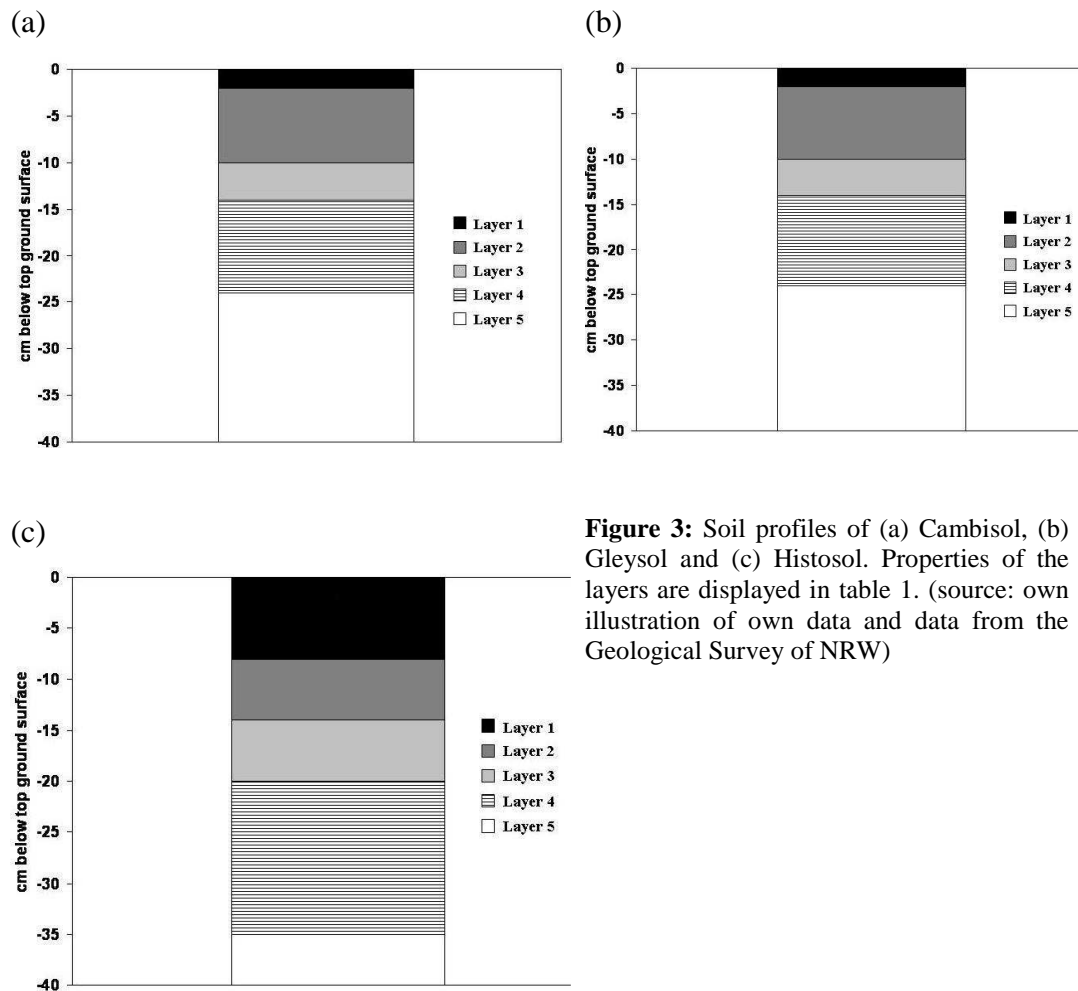 (a)
0
-5
-10
-15
-20
-25
-30
-35
-40
cm below top ground surface
Layer 1
Layer 2
Layer 3
Layer 4
Layer 5
(b)
0
-5
-10
-15
-20
-25
-30
-35
-40
cm below top ground surface
Layer 1
Layer 2
Layer 3
Layer 4
Layer 5
(c)
0
-5
-10
-15
-20
-25
-30
-35
-40
cm below top ground surface
Layer 1
Layer 2
Layer 3
Layer 4
Layer 5
Figure 3: Soil profiles of (a) Cambisol, (b)
Gleysol and (c) Histosol. Properties of the
layers are displayed in table 1. (source: own
illustration of own data and data from the
Geological Survey of NRW)